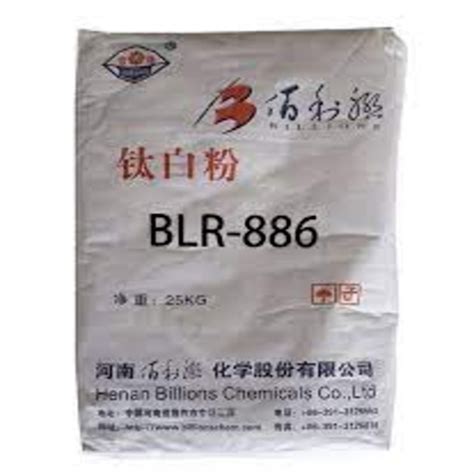 佰利联
BILLIONS
钛白粉
BLR-886
净重：25KG
河南佰利联化学股份有限公司
Henan Billions Chemicals Co.,Ltd